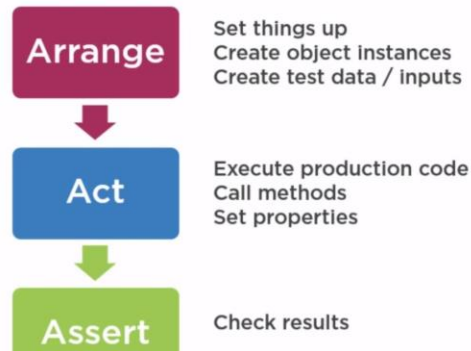 Arrange
Set things up
Create object instances
Create test data / inputs
Act
Execute production code
Call methods
Set properties
Assert
Check results